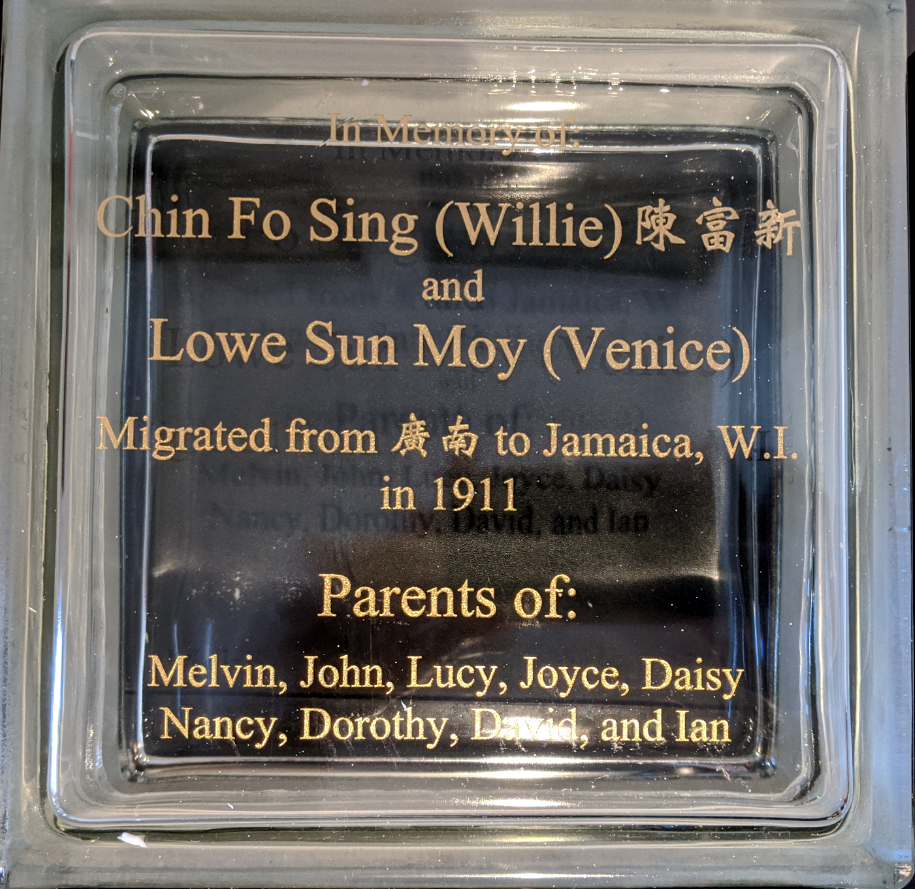 In Memory of:
Chin Fo Sing (Willie) 陳富新
and
Lowe Sun Moy (Venice)
Migrated from 廣南 to Jamaica, W.I.
in 1911
Parents of:
Melvin, John, Lucy, Joyce, Daisy
Nancy, Dorothy, David, and Ian